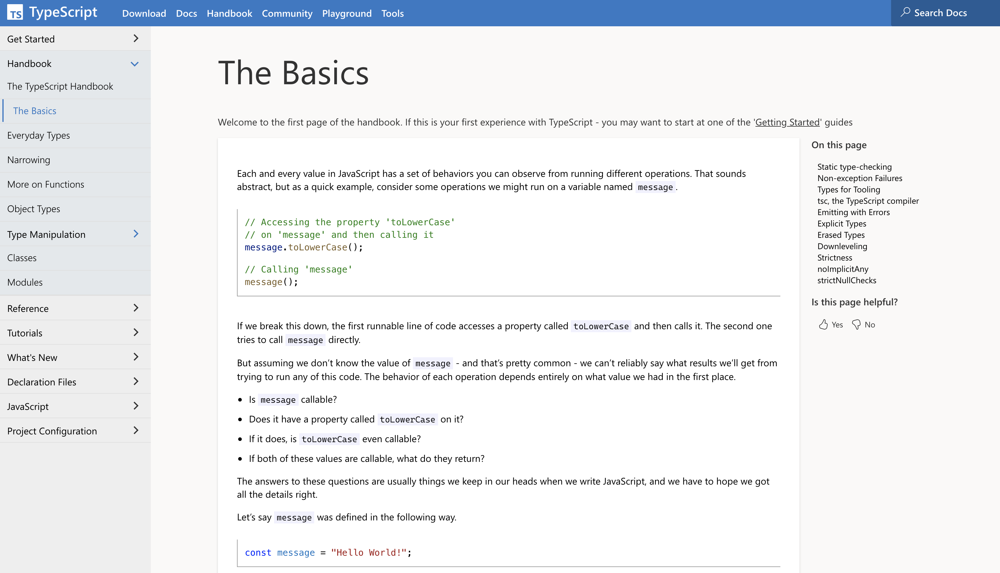 TS TypeScript
Download Docs Handbook Community Playground Tools
Search Docs
Get Started
Handbook
The TypeScript Handbook
The Basics
Everyday Types
Narrowing
More on Functions
Object Types
Type Manipulation
Classes
Modules
Reference
Tutorials
What's New
Declaration Files
JavaScript
Project Configuration
The Basics
Welcome to the first page of the handbook. If this is your first experience with TypeScript - you may want to start at one of the 'Getting Started' guides
Each and every value in JavaScript has a set of behaviors you can observe from running different operations. That sounds
abstract, but as a quick example, consider some operations we might run on a variable named message.
// Accessing the property 'toLowerCase'
// on 'message' and then calling it
message.toLowerCase();
// Calling 'message'
message();
If we break this down, the first runnable line of code accesses a property called toLowerCase and then calls it. The second one
tries to call message directly.
But assuming we don’t know the value of message - and that’s pretty common - we can’t reliably say what results we’ll get from
trying to run any of this code. The behavior of each operation depends entirely on what value we had in the first place.
• Is message callable?
• Does it have a property called toLowerCase on it?
• If it does, is toLowerCase even callable?
• If both of these values are callable, what do they return?
The answers to these questions are usually things we keep in our heads when we write JavaScript, and we have to hope we got
all the details right.
Let’s say message was defined in the following way.
const message = "Hello World!";
On this page
Static type-checking
Non-exception Failures
Types for Tooling
tsc, the TypeScript compiler
Emitting with Errors
Explicit Types
Erased Types
Downleveling
Strictness
noImplicitAny
strictNullChecks
Is this page helpful?
Yes No